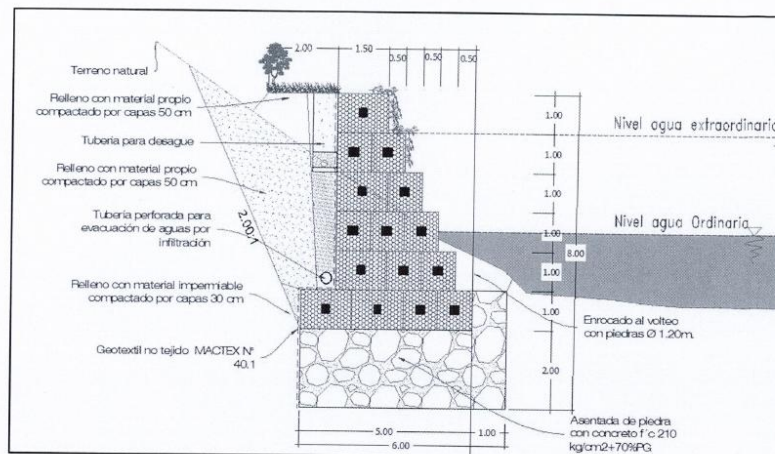 2.00
1.50
0.50
0.50
0.50
Terreno natural
Relleno con material propio
compactado por capas 50 cm
Tuberia para desague
Relleno con material propio
compactado por capas 50 cm
2.00:1
Tuberia perforada para
evacuación de aguas por
infiltración
Relleno con material impermiable
compactado por capas 30 cm
Geotextil no tejido MACTEX N°
40.1
1.00
1.00
1.00
1.00
1.00
1.00
8.00
2.00
Nivel agua extraordinaria
Nivel agua Ordinaria
Enrocado al volteo
con piedras Ø 1.20m.
Asentada de piedra
con concreto f´c 210
kg/cm2+70%PG
5.00
1.00
6.00